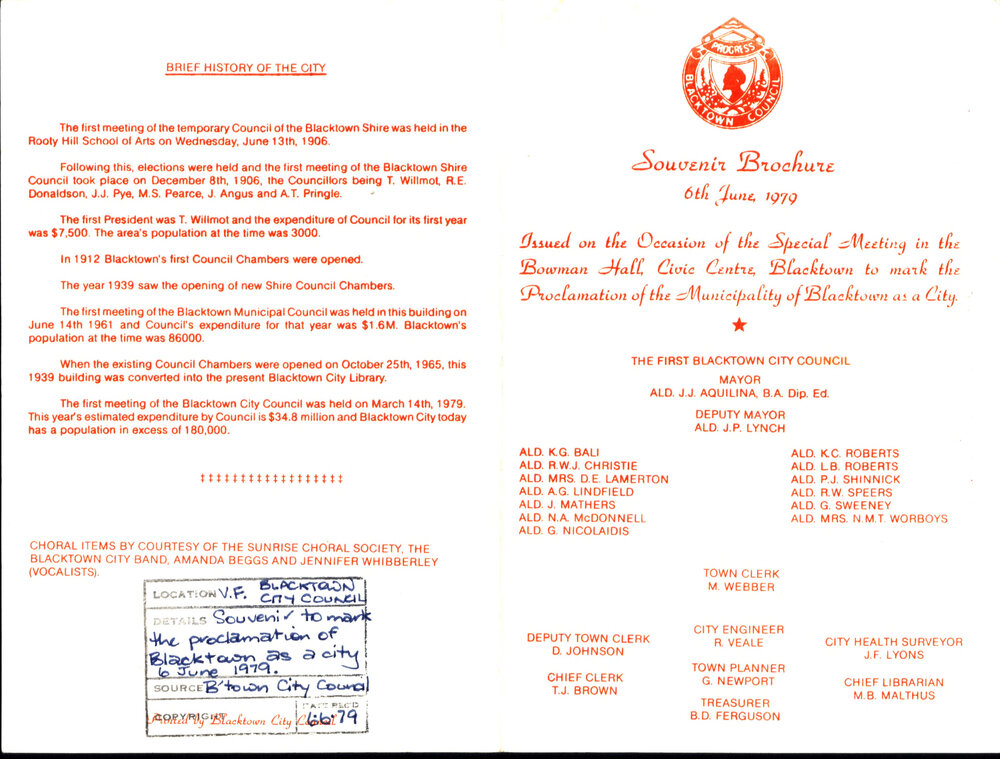 BRIEF HISTORY OF THE CITY
The first meeting of the temporary Council of the Blacktown Shire was held in the
Rooty Hill School of Arts on Wednesday, June 13th, 1906.
Following this, elections were held and the first meeting of the Blacktown Shire
Council took place on December 8th, 1906, the Councillors being T. Willmot, R.E.
Donaldson, J.J. Pye, M.S. Pearce, J. Angus and A.T. Pringle.
The first President was T. Willmot and the expenditure of Council for its first year
was $7,500. The area's population at the time was 3000.
In 1912 Blacktown's first Council Chambers were opened.
The year 1939 saw the opening of new Shire Council Chambers.
The first meeting of the Blacktown Municipal Council was held in this building on
June 14th 1961 and Council's expenditure for that year was $1.6M. Blacktown's
population at the time was 86000.
When the existing Council Chambers were opened on October 25th, 1965, this
1939 building was converted into the present Blacktown City Library.
The first meeting of the Blacktown City Council was held on March 14th, 1979.
This year's estimated expenditure by Council is $34.8 million and Blacktown City today
has a population in excess of 180,000.
‡‡‡‡‡‡‡‡‡‡‡‡‡‡‡‡‡‡
CHORAL ITEMS BY COURTESY OF THE SUNRISE CHORAL SOCIETY, THE
BLACKTOWN CITY BAND, AMANDA BEGGS AND JENNIFER WHIBBERLEY
(VOCALISTS).
LOCATION V.F. BLACKTOWN
CITY COUNCIL
DETAILS Souvenir to mark
the proclamation of
Blacktown as a city
6 June 1979.
SOURCE B'town City Council
DATE REC'D
COPYRIGHT 6·6·79
Printed by Blacktown City Council
PROGRESS
BLACKTOWN COUNCIL
Souvenir Brochure
6th June, 1979
Issued on the Occasion of the Special Meeting in the
Bowman Hall, Civic Centre, Blacktown to mark the
Proclamation of the Municipality of Blacktown as a City.
THE FIRST BLACKTOWN CITY COUNCIL
MAYOR
ALD. J.J. AQUILINA, B.A. Dip. Ed.
DEPUTY MAYOR
ALD. J.P. LYNCH
ALD. K.G. BALI
ALD. R.W.J. CHRISTIE
ALD. MRS. D.E. LAMERTON
ALD. A.G. LINDFIELD
ALD. J. MATHERS
ALD. N.A. McDONNELL
ALD. G. NICOLAIDIS
ALD. K.C. ROBERTS
ALD. L.B. ROBERTS
ALD. P.J. SHINNICK
ALD. R.W. SPEERS
ALD. G. SWEENEY
ALD. MRS. N.M.T. WORBOYS
TOWN CLERK
M. WEBBER
DEPUTY TOWN CLERK
D. JOHNSON
CHIEF CLERK
T.J. BROWN
CITY ENGINEER
R. VEALE
TOWN PLANNER
G. NEWPORT
TREASURER
B.D. FERGUSON
CITY HEALTH SURVEYOR
J.F. LYONS
CHIEF LIBRARIAN
M.B. MALTHUS